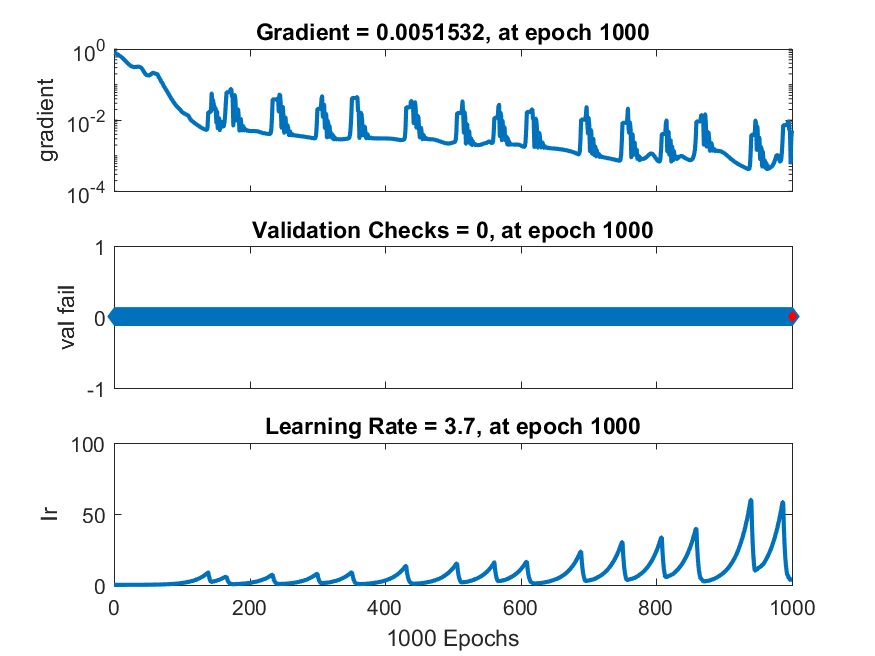 Gradient = 0.0051532, at epoch 1000
10^0
10^-2
10^-4
gradient
Validation Checks = 0, at epoch 1000
1
0
-1
val fail
Learning Rate = 3.7, at epoch 1000
100
50
0
lr
0 200 400 600 800 1000
1000 Epochs